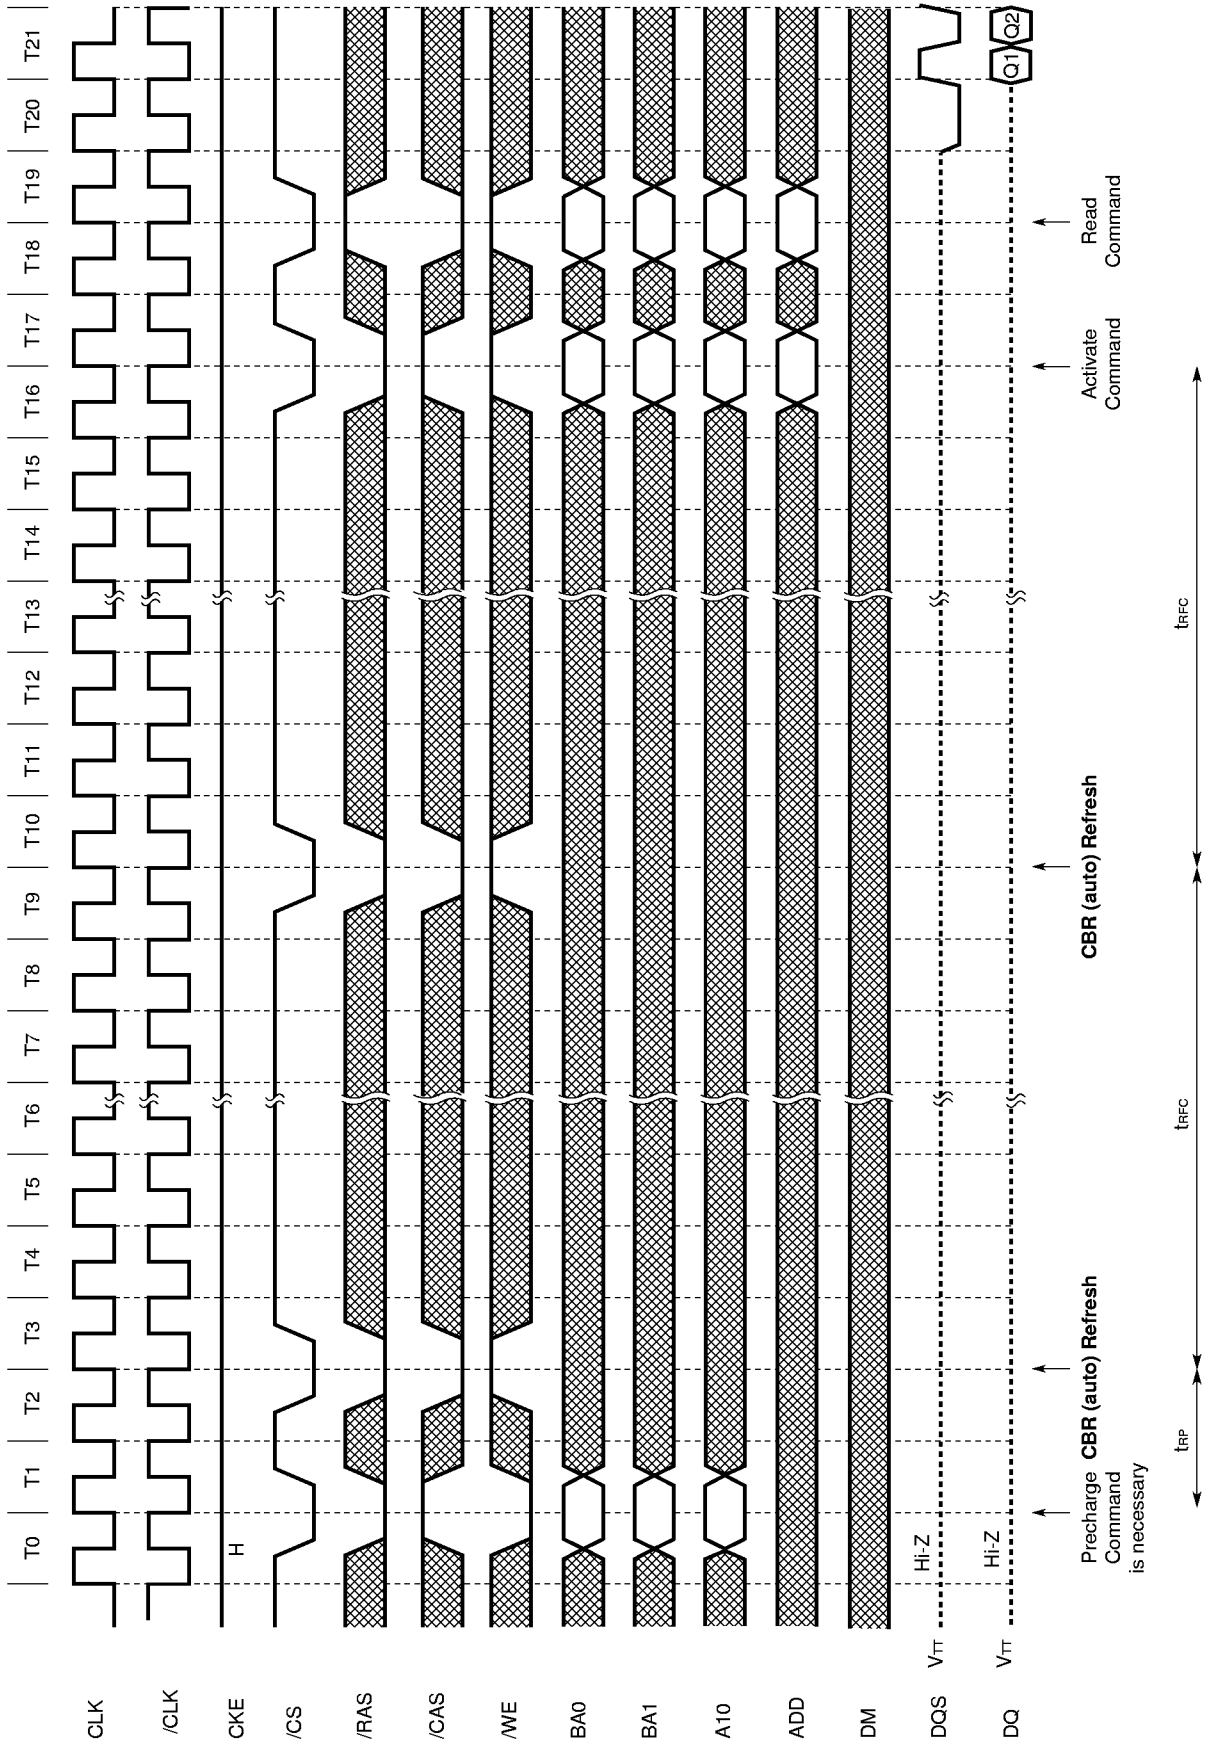 T0 T1 T2 T3 T4 T5 T6 T7 T8 T9 T10 T11 T12 T13 T14 T15 T16 T17 T18 T19 T20 T21
CLK
/CLK
CKE
H
/CS
/RAS
/CAS
/WE
BA0
BA1
A10
ADD
DM
DQS
VTT
Hi-Z
DQ
VTT
Hi-Z
Q1 Q2
Precharge
Command
is necessary
CBR (auto) Refresh
CBR (auto) Refresh
Activate
Command
Read
Command
tRP
tRFC
tRFC